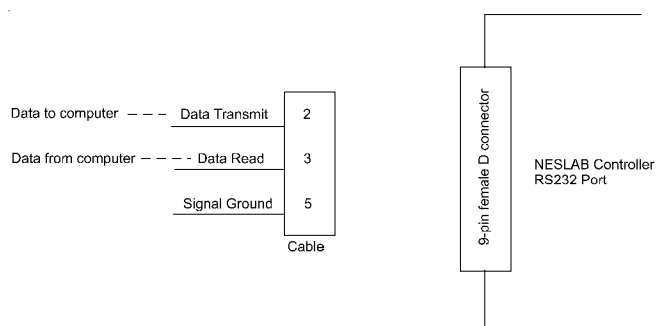 Data to computer
Data Transmit
2
Data from computer
Data Read
3
Signal Ground
5
Cable
9-pin female D connector
NESLAB Controller
RS232 Port